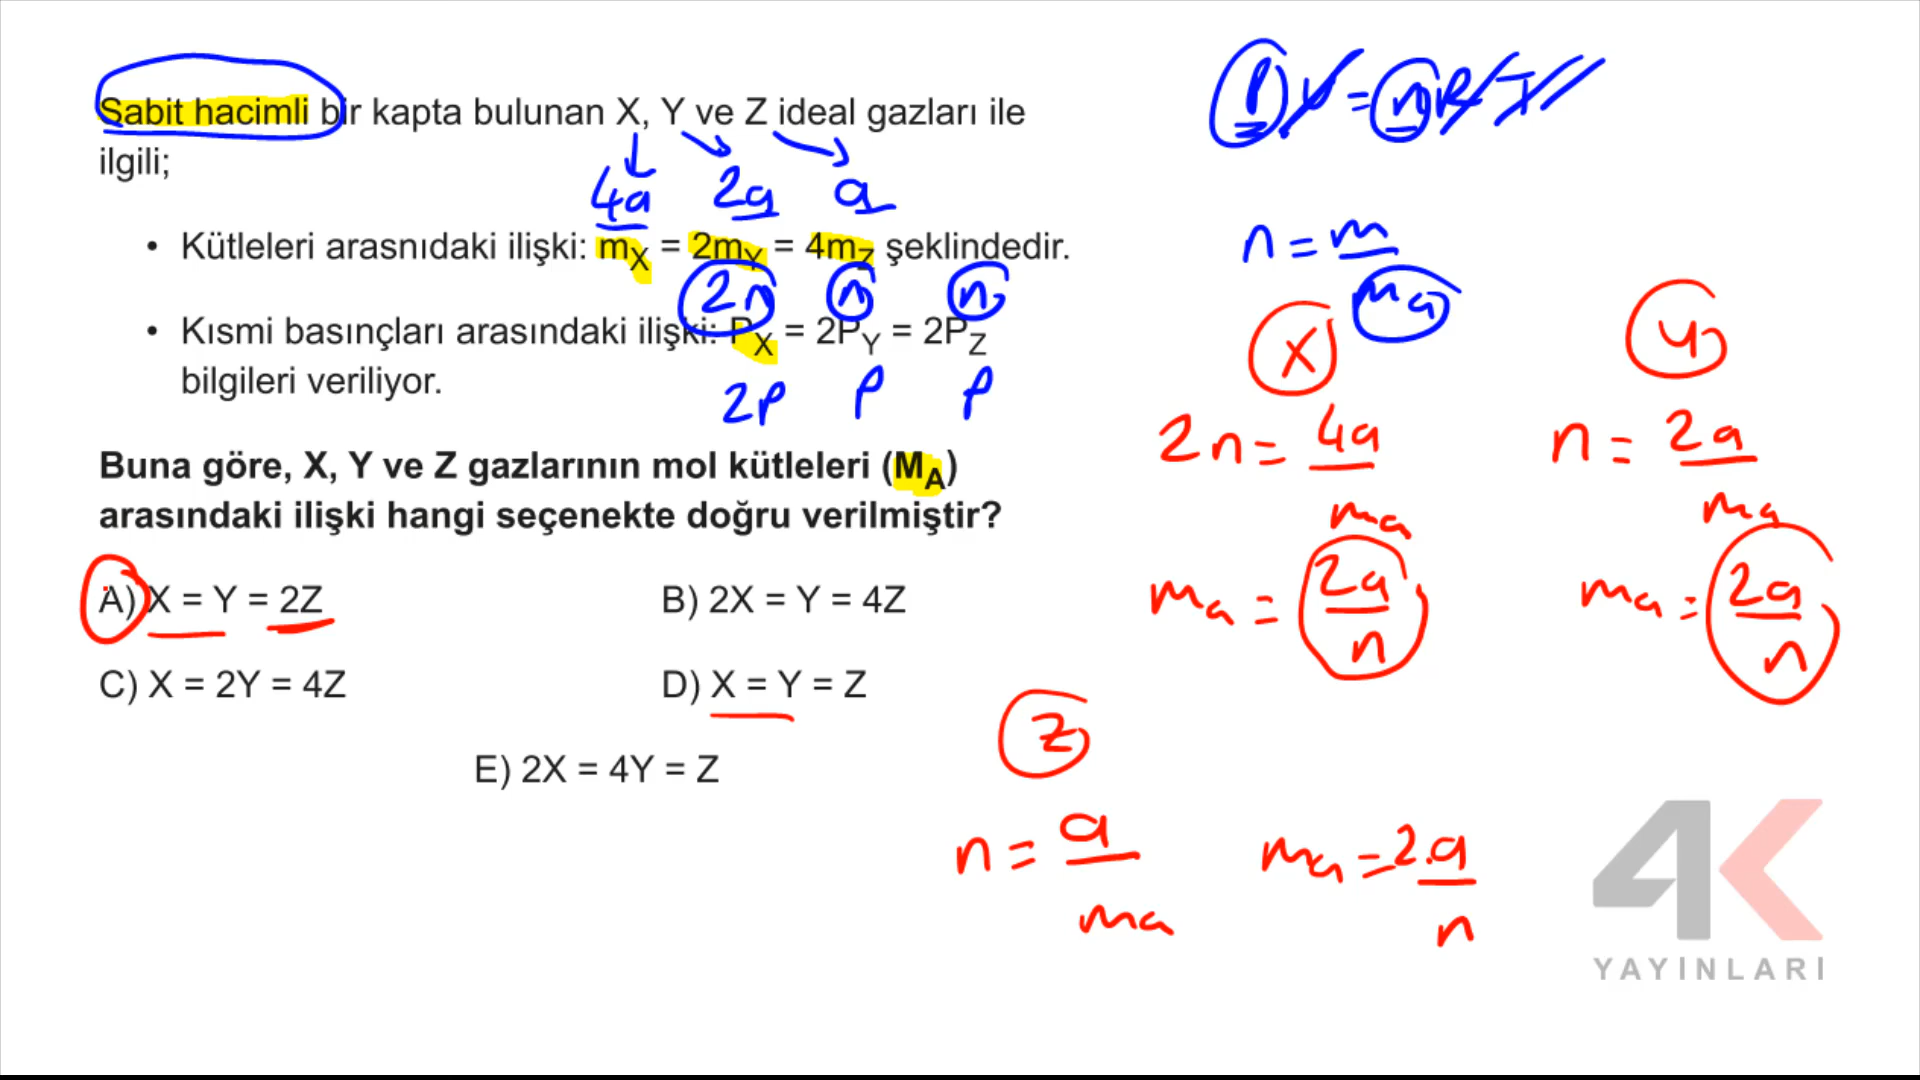 Sabit hacimli bir kapta bulunan X, Y ve Z ideal gazları ile
ilgili;
4a 2a a
• Kütleleri arasnıdaki ilişki: mX = 2mY = 4mZ şeklindedir.
2n n n
• Kısmi basınçları arasındaki ilişki: PX = 2PY = 2PZ
bilgileri veriliyor.
2P P P
Buna göre, X, Y ve Z gazlarının mol kütleleri (MA)
arasındaki ilişki hangi seçenekte doğru verilmiştir?
A) X = Y = 2Z B) 2X = Y = 4Z
C) X = 2Y = 4Z D) X = Y = Z
E) 2X = 4Y = Z
PV = nRT
n = m/ma
X
2n = 4a/ma
ma = 2a/n
Y
n = 2a/ma
ma = 2a/n
Z
n = a/ma
ma = 2.a/n
4K
YAYINLARI